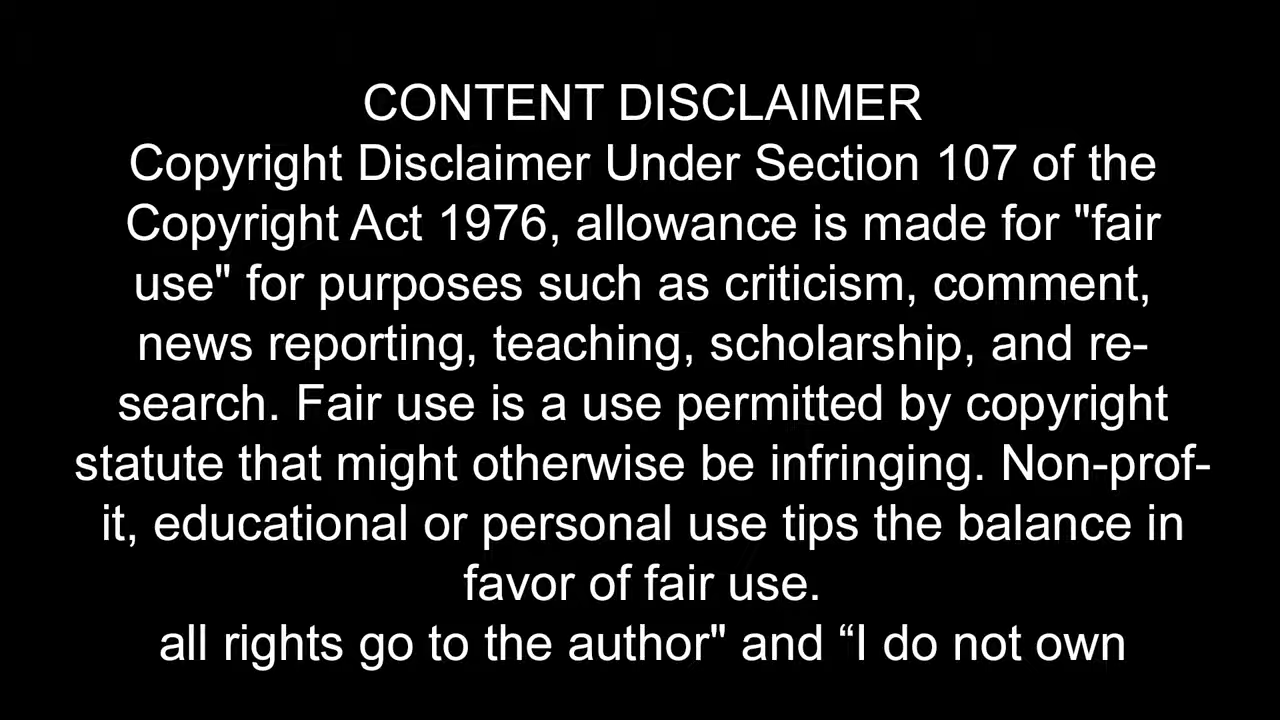 CONTENT DISCLAIMER
Copyright Disclaimer Under Section 107 of the
Copyright Act 1976, allowance is made for "fair
use" for purposes such as criticism, comment,
news reporting, teaching, scholarship, and re-
search. Fair use is a use permitted by copyright
statute that might otherwise be infringing. Non-prof-
it, educational or personal use tips the balance in
favor of fair use.
all rights go to the author" and “I do not own